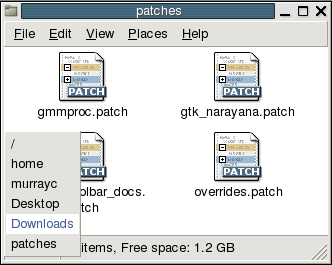 patches
File Edit View Places Help
PATCH PATCH
gmmproc.patch gtk_narayana.patch
PATCH PATCH
olbar_docs. overrides.patch
tch
/
home
murrayc
Desktop
Downloads
patches
items, Free space: 1.2 GB